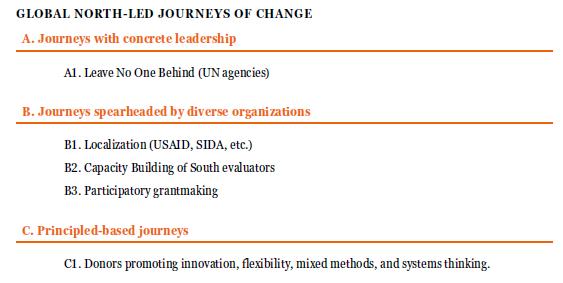 GLOBAL NORTH-LED JOURNEYS OF CHANGE
A. Journeys with concrete leadership
A1. Leave No One Behind (UN agencies)
B. Journeys spearheaded by diverse organizations
B1. Localization (USAID, SIDA, etc.)
B2. Capacity Building of South evaluators
B3. Participatory grantmaking
C. Principled-based journeys
C1. Donors promoting innovation, flexibility, mixed methods, and systems thinking.